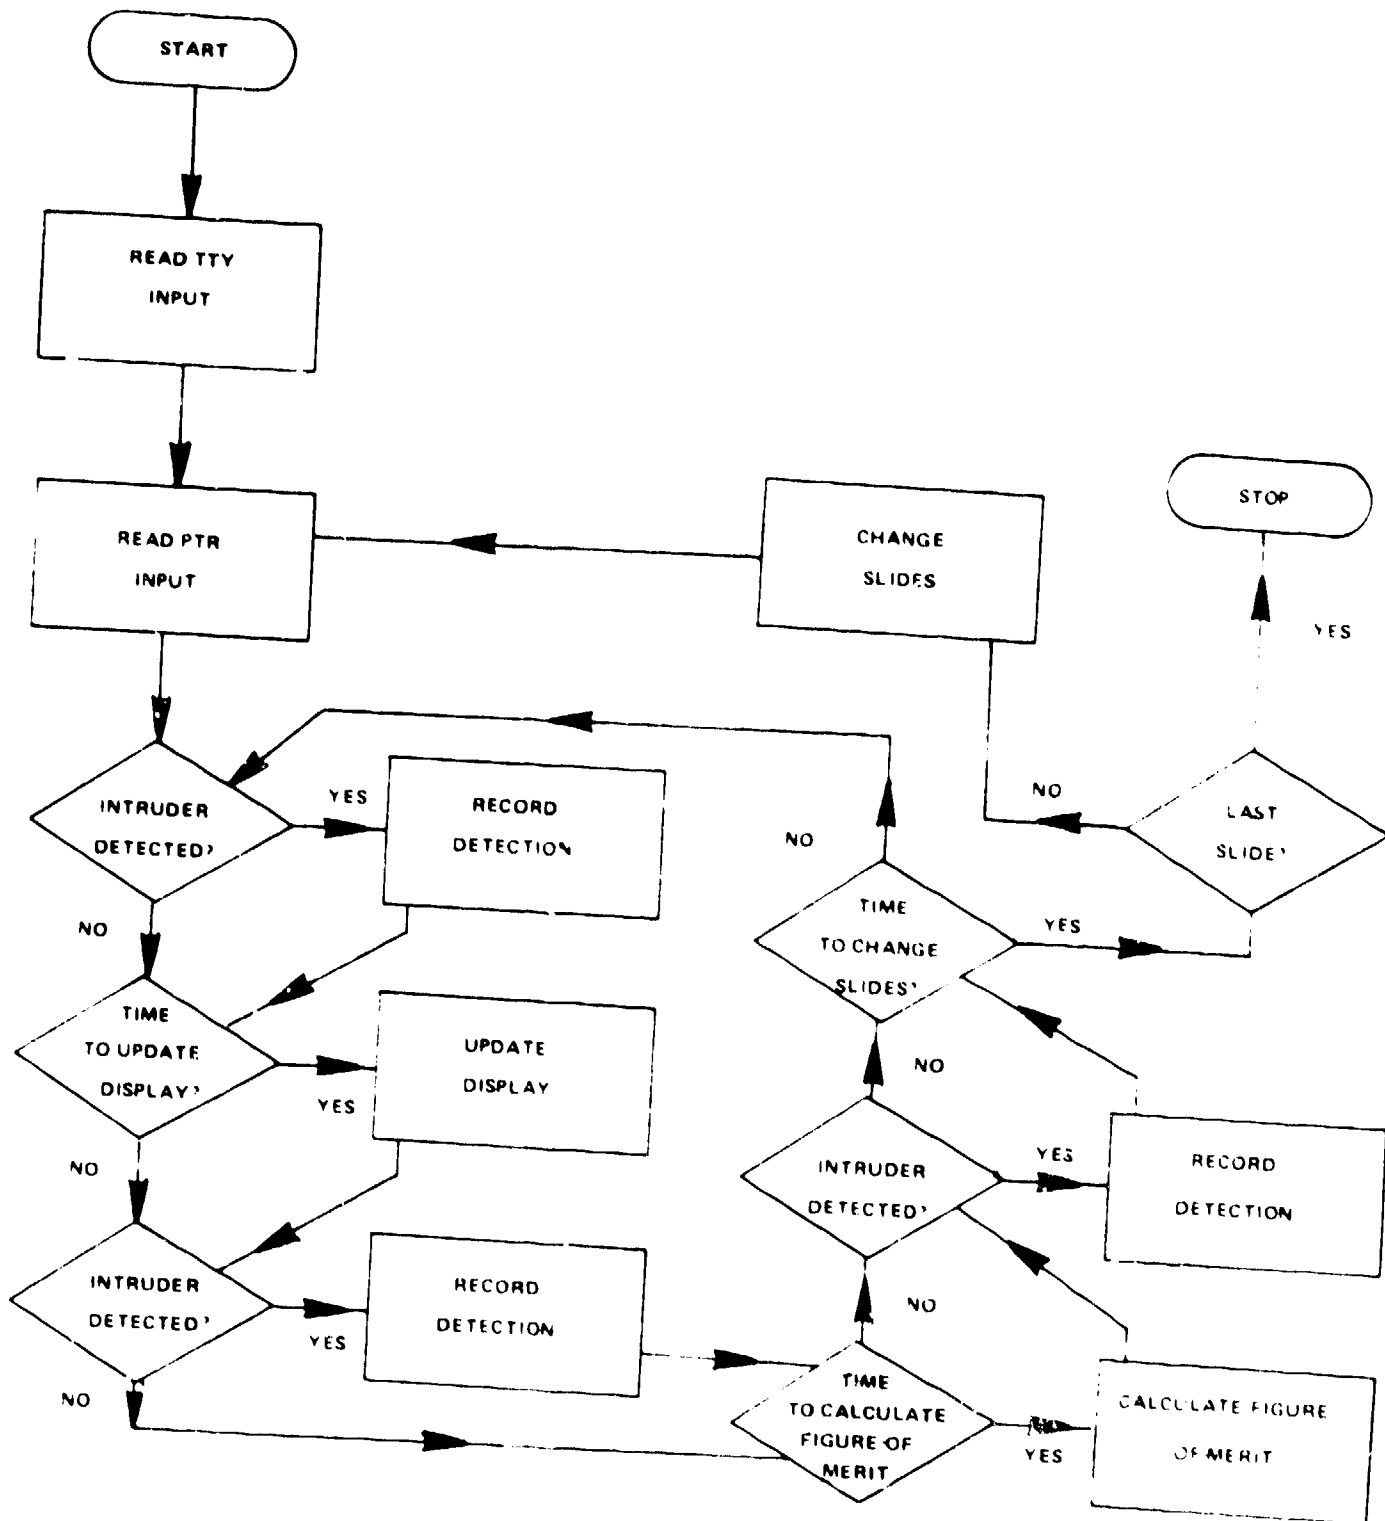 START
READ TTY
INPUT
READ PTR
INPUT
CHANGE
SLIDES
STOP
YES
INTRUDER
DETECTED?
YES
RECORD
DETECTION
NO
LAST
SLIDE?
NO
NO
TIME
TO CHANGE
SLIDES?
YES
TIME
TO UPDATE
DISPLAY?
YES
UPDATE
DISPLAY
NO
NO
INTRUDER
DETECTED?
YES
RECORD
DETECTION
INTRUDER
DETECTED?
YES
RECORD
DETECTION
NO
NO
TIME
TO CALCULATE
FIGURE OF
MERIT
YES
CALCULATE FIGURE
OF MERIT